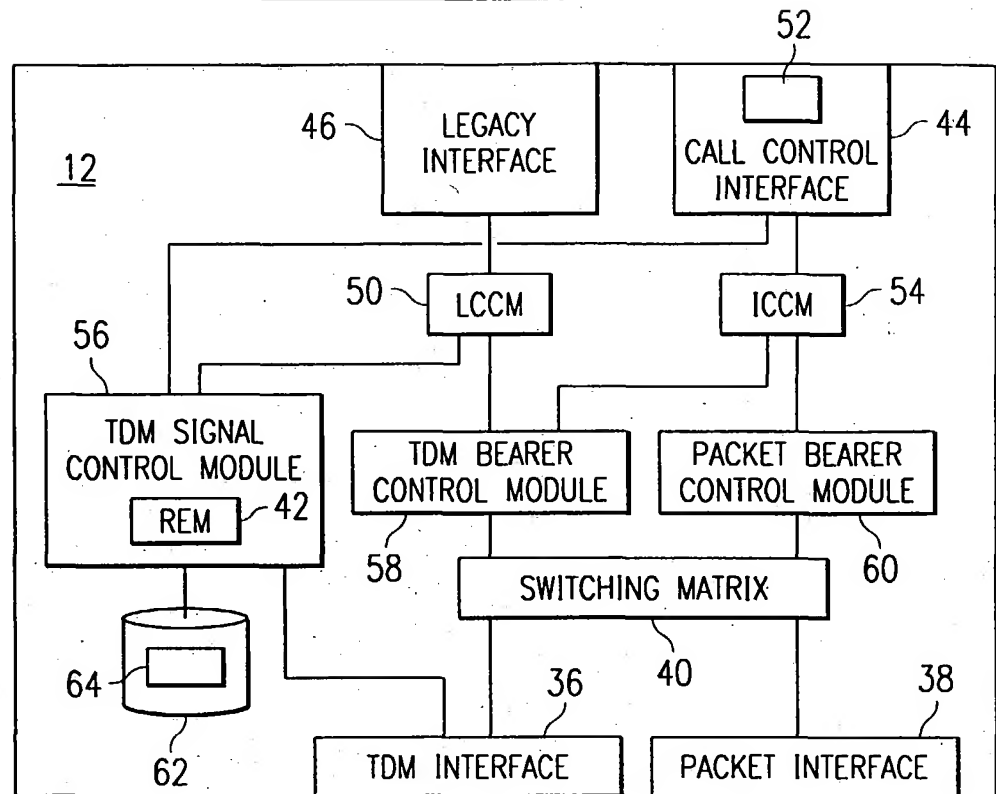 52
46
LEGACY
INTERFACE
CALL CONTROL
INTERFACE
44
12
50
LCCM
ICCM
54
56
TDM SIGNAL
CONTROL MODULE
REM
42
TDM BEARER
CONTROL MODULE
58
PACKET BEARER
CONTROL MODULE
60
SWITCHING MATRIX
40
64
62
36
TDM INTERFACE
38
PACKET INTERFACE